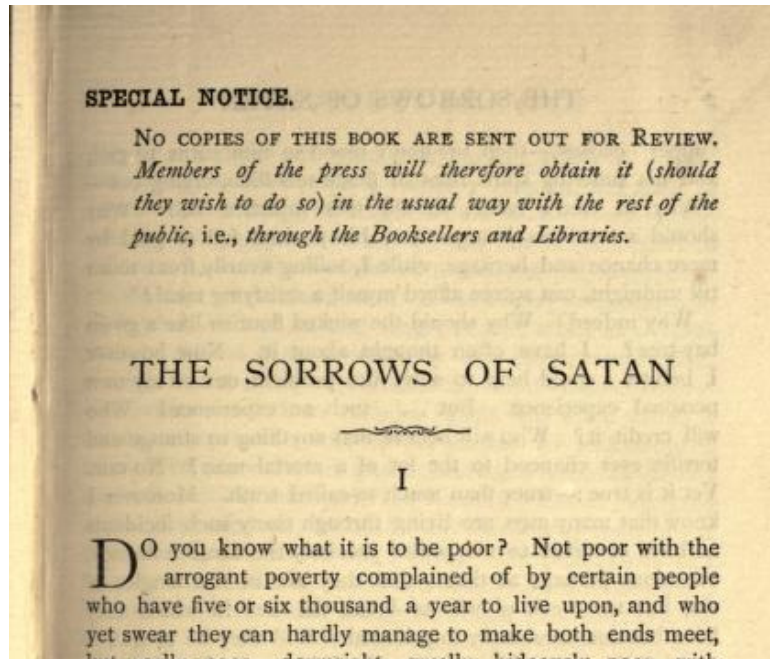 SPECIAL NOTICE.
NO COPIES OF THIS BOOK ARE SENT OUT FOR REVIEW.
Members of the press will therefore obtain it (should
they wish to do so) in the usual way with the rest of the
public, i.e., through the Booksellers and Libraries.
THE SORROWS OF SATAN
I
DO you know what it is to be poor? Not poor with the
arrogant poverty complained of by certain people
who have five or six thousand a year to live upon, and who
yet swear they can hardly manage to make both ends meet,